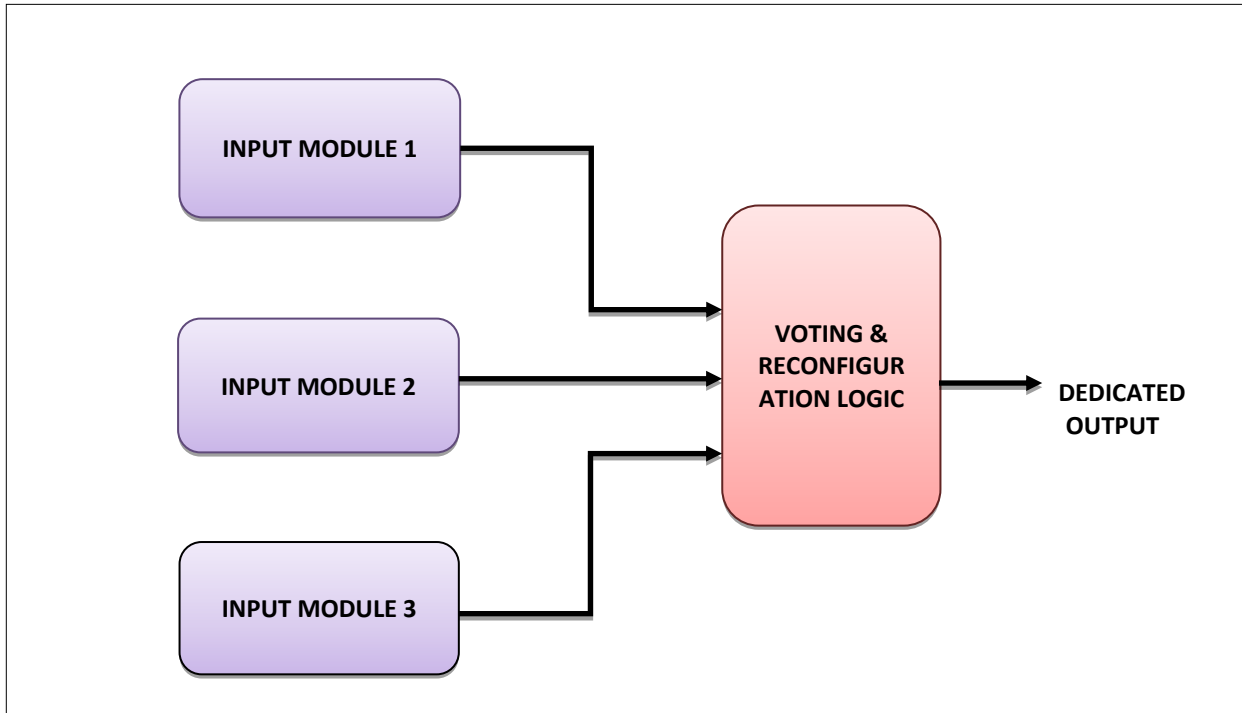 INPUT MODULE 1
INPUT MODULE 2
INPUT MODULE 3
VOTING &
RECONFIGUR
ATION LOGIC
DEDICATED
OUTPUT